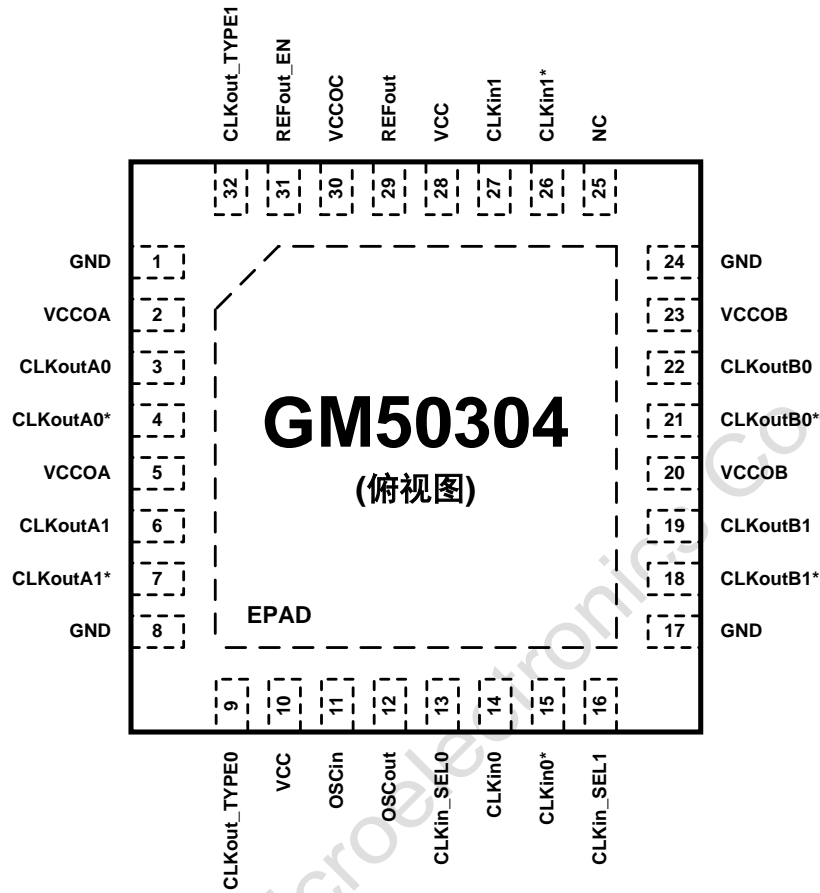 CLKout_TYPE1
REFout_EN
VCCOC
REFout
VCC
CLKin1
CLKin1*
NC
32
31
30
29
28
27
26
25
GND 1
VCCOA 2
CLKoutA0 3
CLKoutA0* 4
VCCOA 5
CLKoutA1 6
CLKoutA1* 7
GND 8
24 GND
23 VCCOB
22 CLKoutB0
21 CLKoutB0*
20 VCCOB
19 CLKoutB1
18 CLKoutB1*
17 GND
GM50304
(俯视图)
EPAD
9
10
11
12
13
14
15
16
CLKout_TYPE0
VCC
OSCin
OSCout
CLKin_SEL0
CLKin0
CLKin0*
CLKin_SEL1
icroelectronics Co